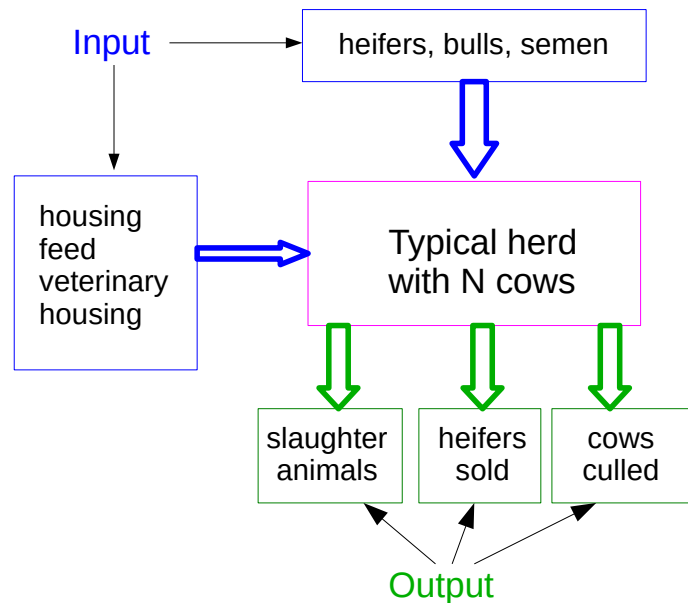 Input
heifers, bulls, semen
housing
feed
veterinary
housing
Typical herd
with N cows
slaughter
animals
heifers
sold
cows
culled
Output